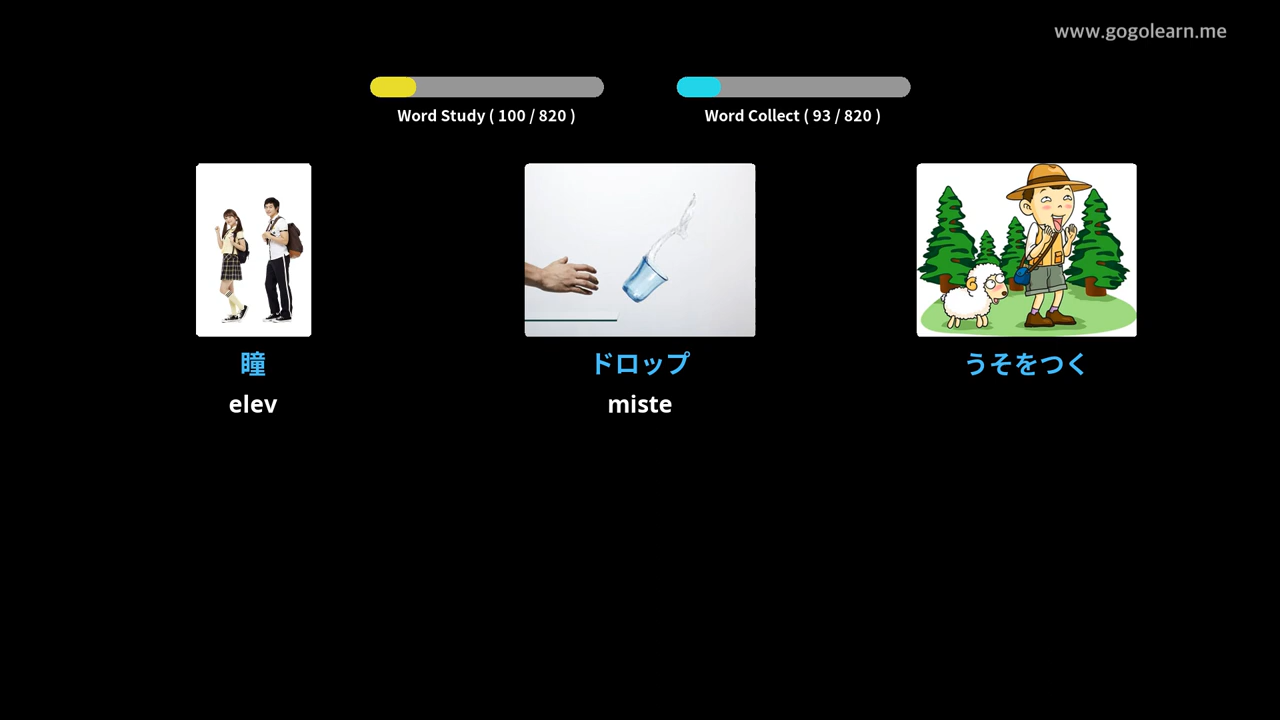 www.gogolearn.me
Word Study ( 100 / 820 )
Word Collect ( 93 / 820 )
瞳
ドロップ
うそをつく
elev
miste